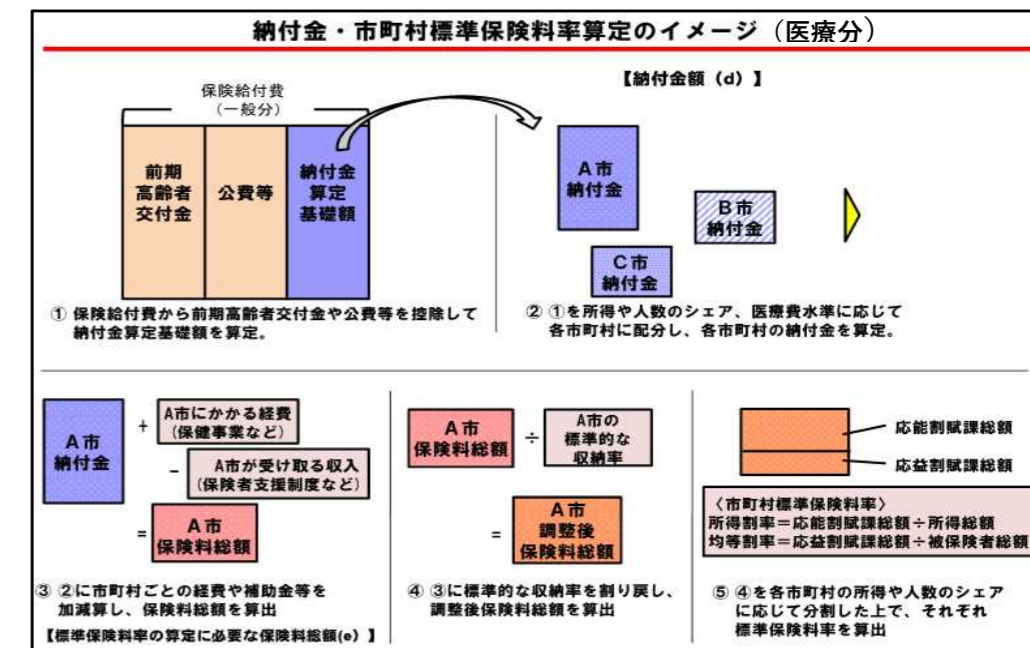 納付金・市町村標準保険料率算定のイメージ（医療分）
保険給付費
（一般分）
前期
高齢者
交付金
公費等
納付金
算定
基礎額
① 保険給付費から前期高齢者交付金や公費等を控除して
納付金算定基礎額を算定。
【納付金額（d）】
A市
納付金
B市
納付金
C市
納付金
② ①を所得や人数のシェア、医療費水準に応じて
各市町村に配分し、各市町村の納付金を算定。
A市
納付金
+
A市にかかる経費
（保健事業など）
−
A市が受け取る収入
（保険者支援制度など）
=
A市
保険料総額
③ ②に市町村ごとの経費や補助金等を
加減算し、保険料総額を算出
【標準保険料率の算定に必要な保険料総額(e) 】
A市
保険料総額
÷
A市の
標準的な
収納率
=
A市
調整後
保険料総額
④ ③に標準的な収納率を割り戻し、
調整後保険料総額を算出
応能割賦課総額
応益割賦課総額
〈市町村標準保険料率〉
所得割率＝応能割賦課総額÷所得総額
均等割率＝応益割賦課総額÷被保険者総額
⑤ ④を各市町村の所得や人数のシェア
に応じて分割した上で、それぞれ
標準保険料率を算出